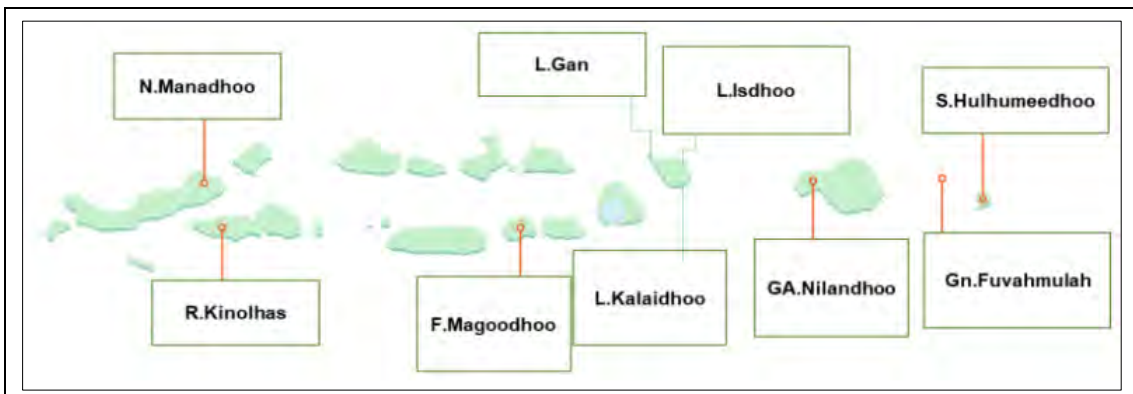 L.Gan
N.Manadhoo
L.Isdhoo
S.Hulhumeedhoo
R.Kinolhas
F.Magoodhoo
L.Kalaidhoo
GA.Nilandhoo
Gn.Fuvahmulah